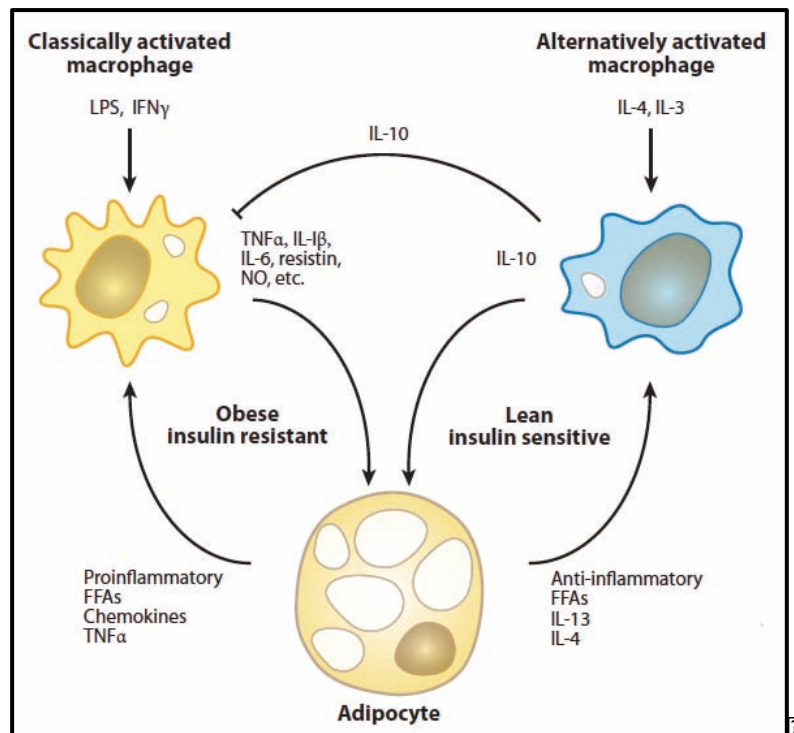 Classically activated
macrophage
Alternatively activated
macrophage
LPS, IFNγ
IL-4, IL-3
IL-10
TNFα, IL-Iβ,
IL-6, resistin,
NO, etc.
IL-10
Obese
insulin resistant
Lean
insulin sensitive
Proinflammatory
FFAs
Chemokines
TNFα
Anti-inflammatory
FFAs
IL-13
IL-4
Adipocyte